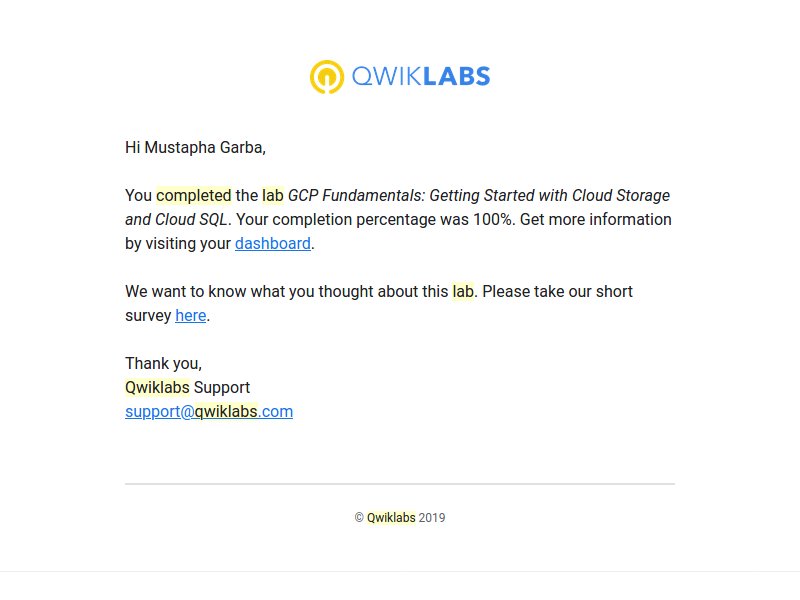 QWIKLABS
Hi Mustapha Garba,
You completed the lab GCP Fundamentals: Getting Started with Cloud Storage
and Cloud SQL. Your completion percentage was 100%. Get more information
by visiting your dashboard.
We want to know what you thought about this lab. Please take our short
survey here.
Thank you,
Qwiklabs Support
support@qwiklabs.com
© Qwiklabs 2019